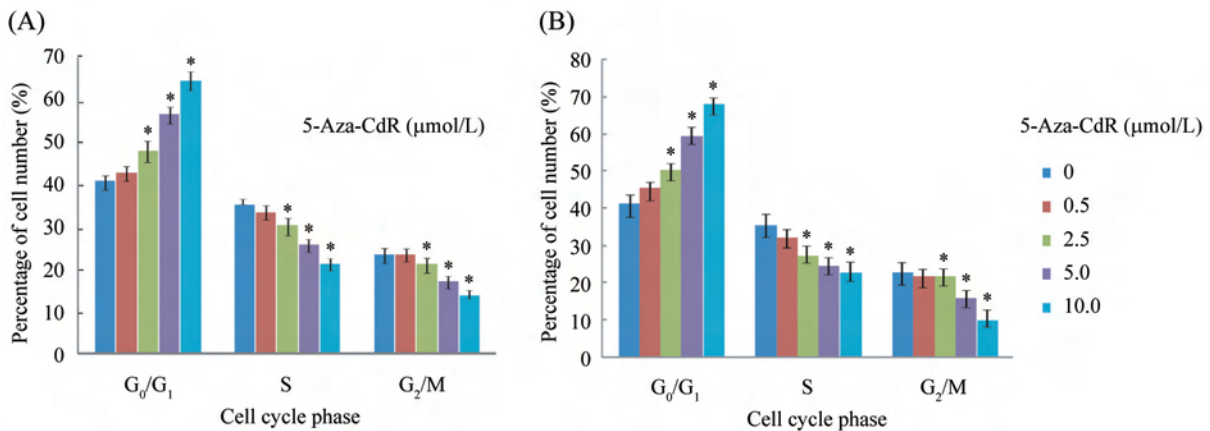 (A)
70
60
50
40
30
20
10
0
Percentage of cell number (%)
5-Aza-CdR (μmol/L)
* * *
* * *
* * *
G₀/G₁ S G₂/M
Cell cycle phase
(B)
80
70
60
50
40
30
20
10
0
Percentage of cell number (%)
* * *
* * *
* * *
G₀/G₁ S G₂/M
Cell cycle phase
5-Aza-CdR (μmol/L)
0
0.5
2.5
5.0
10.0